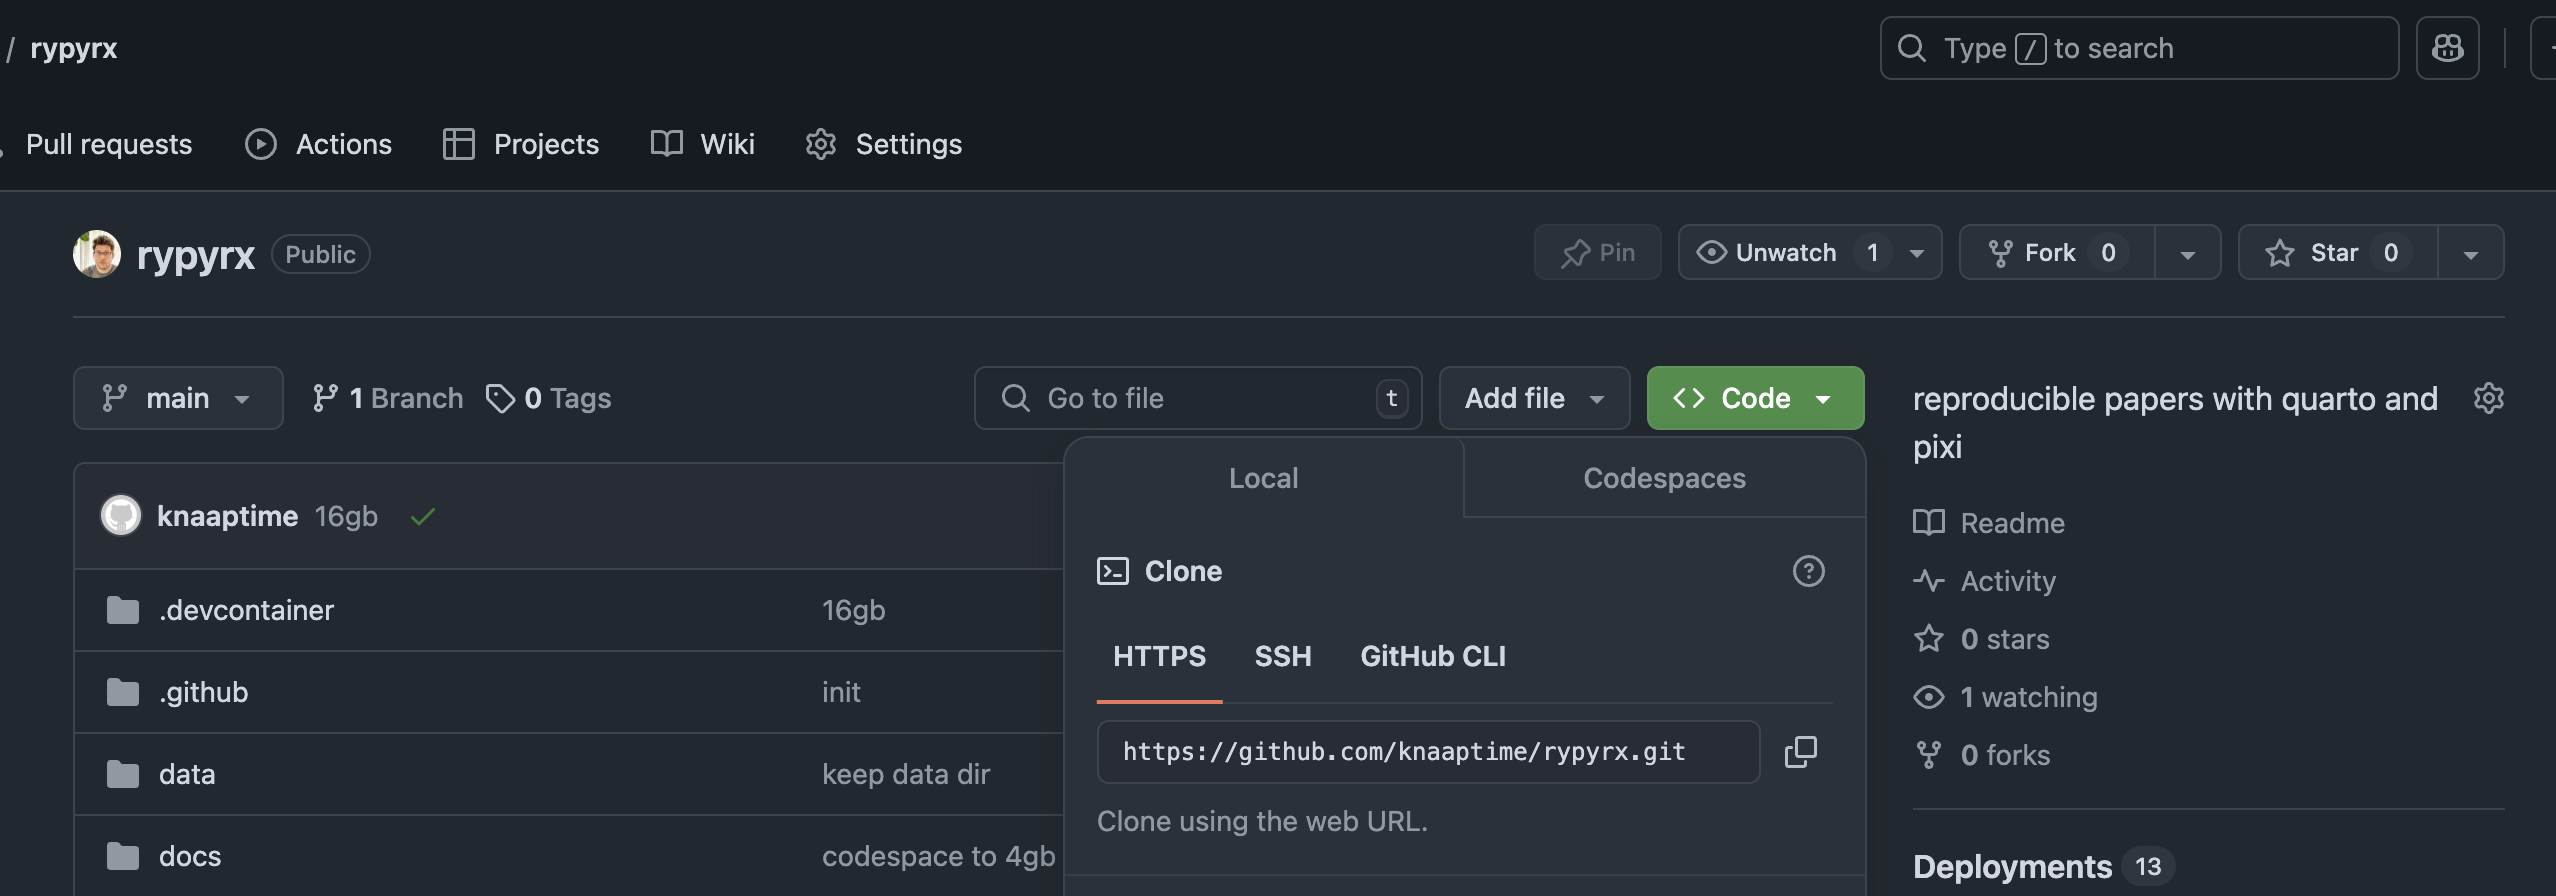 / rypyrx
Type / to search
Pull requests Actions Projects Wiki Settings
rypyrx Public
Pin Unwatch 1 Fork 0 Star 0
main 1 Branch 0 Tags Go to file t Add file Code
reproducible papers with quarto and
pixi
Local Codespaces
knaaptime 16gb
Clone
Readme
Activity
.devcontainer 16gb
HTTPS SSH GitHub CLI
0 stars
.github init
1 watching
https://github.com/knaaptime/rypyrx.git
0 forks
data keep data dir
Clone using the web URL.
docs codespace to 4gb
Deployments 13